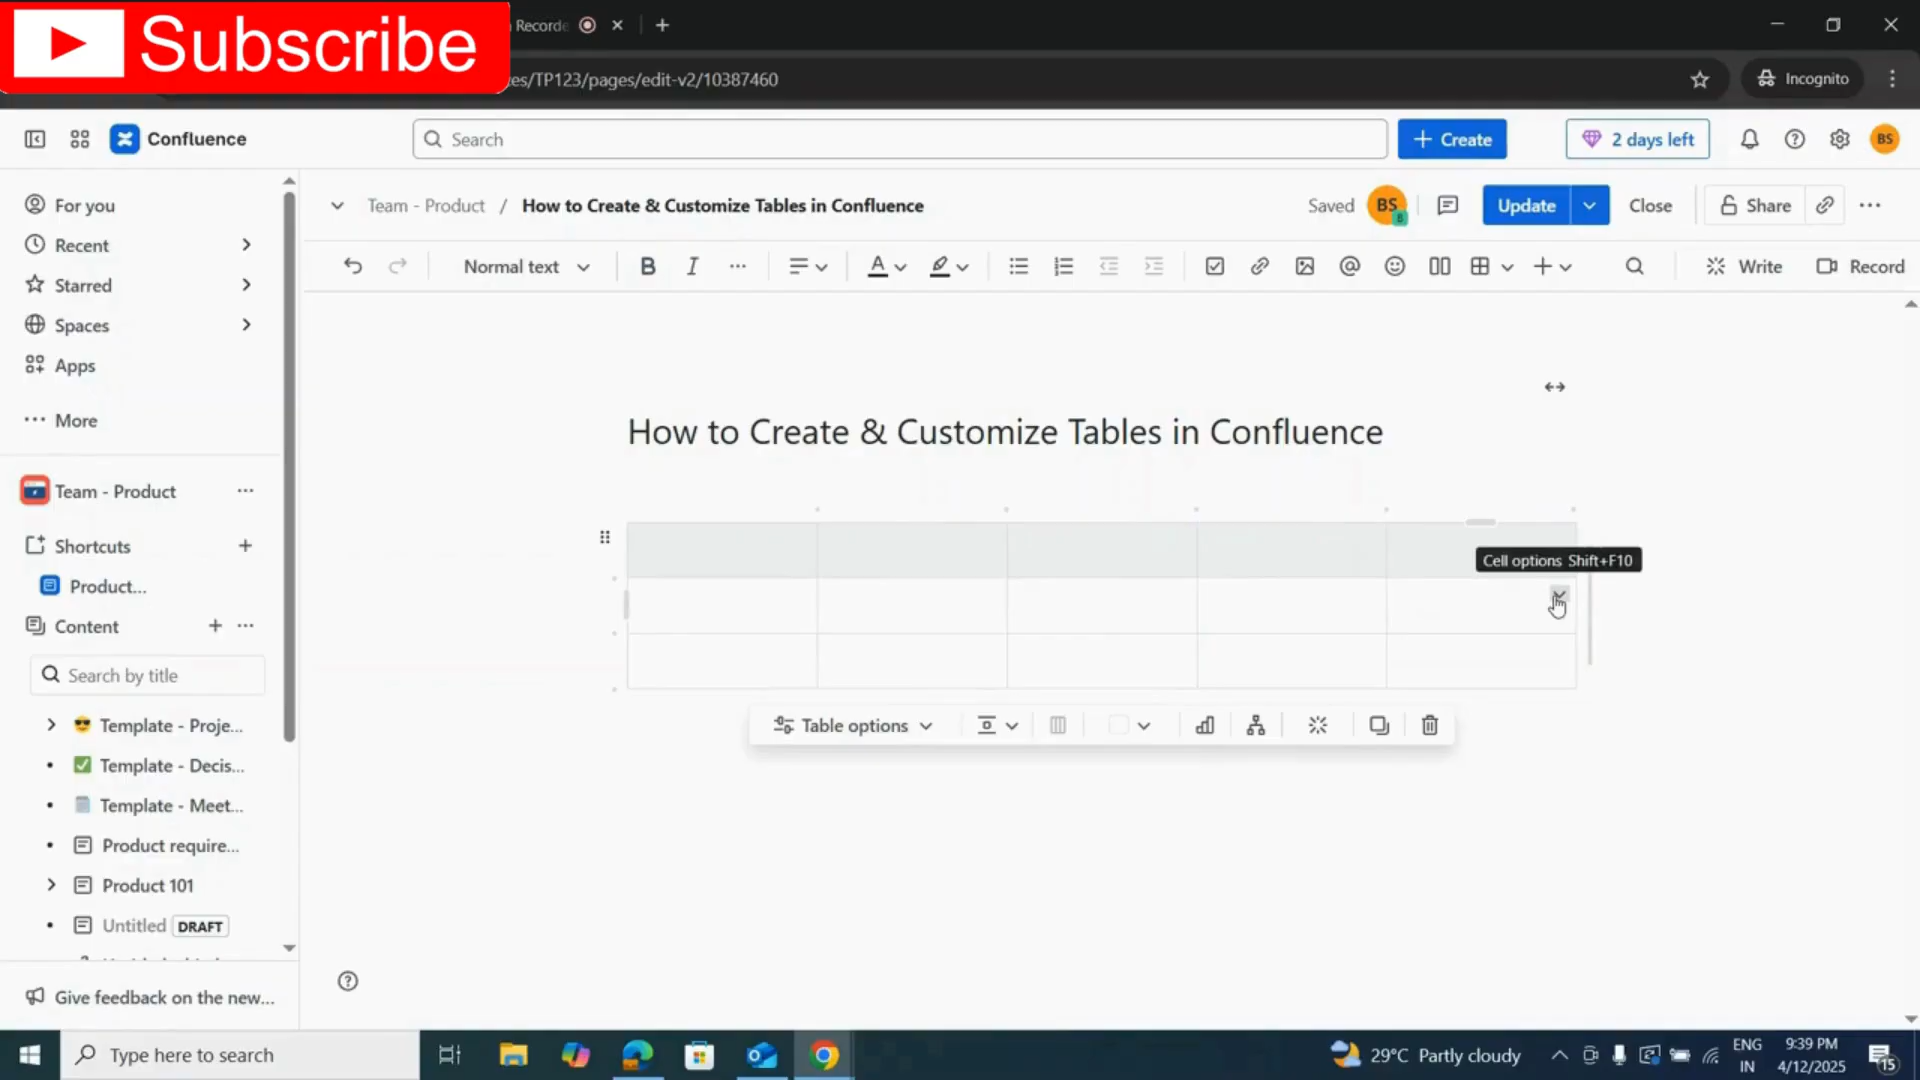 Subscribe
Recorde
es/TP123/pages/edit-v2/10387460
Incognito
Confluence
Search
Create
2 days left
BS
For you
Recent
Starred
Spaces
Apps
More
Team - Product
Shortcuts
Product...
Content
Search by title
Template - Proje...
Template - Decis...
Template - Meet...
Product require...
Product 101
Untitled DRAFT
Give feedback on the new...
Team - Product / How to Create & Customize Tables in Confluence
Saved
BS
Update
Close
Share
Normal text
B
I
A
Write
Record
How to Create & Customize Tables in Confluence
Cell options Shift+F10
Table options
Type here to search
29°C Partly cloudy
ENG
IN
9:39 PM
4/12/2025
15